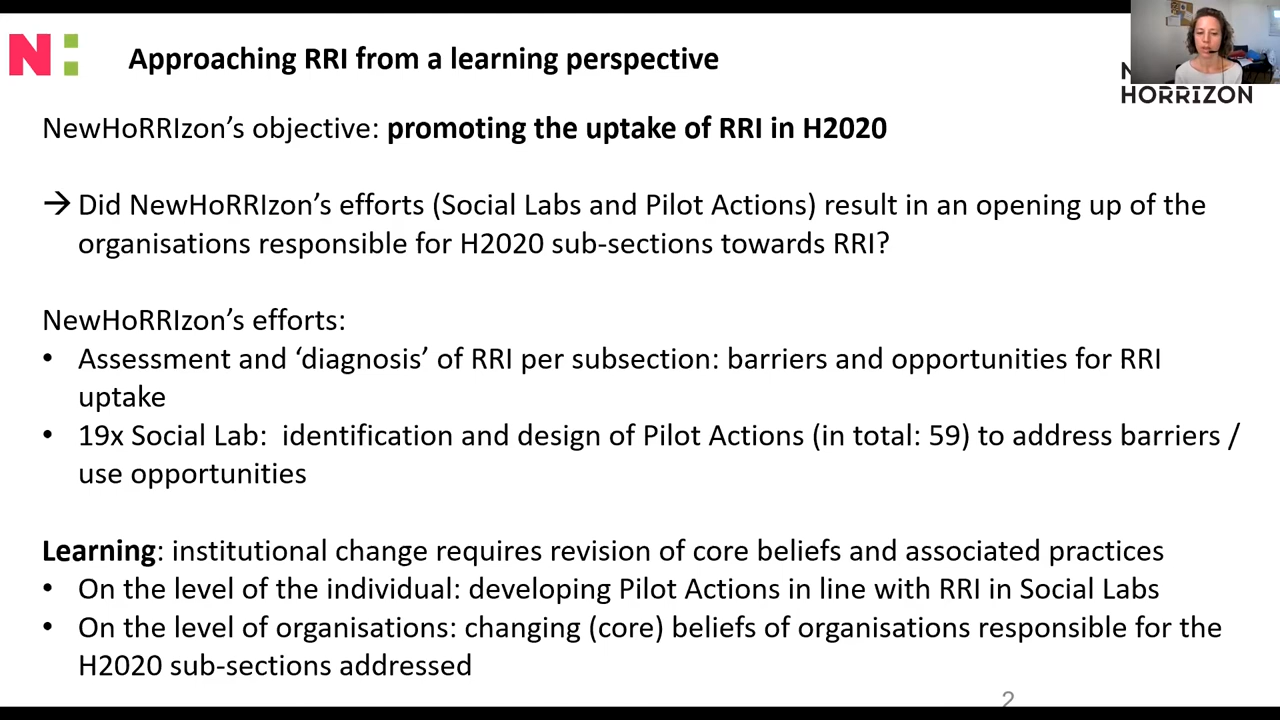 N:
Approaching RRI from a learning perspective
N
HORRIZON
NewHoRRIzon's objective: promoting the uptake of RRI in H2020
→ Did NewHoRRIzon's efforts (Social Labs and Pilot Actions) result in an opening up of the
organisations responsible for H2020 sub-sections towards RRI?
NewHoRRIzon's efforts:
• Assessment and ‘diagnosis’ of RRI per subsection: barriers and opportunities for RRI
uptake
• 19x Social Lab:  identification and design of Pilot Actions (in total: 59) to address barriers /
use opportunities
Learning: institutional change requires revision of core beliefs and associated practices
• On the level of the individual: developing Pilot Actions in line with RRI in Social Labs
• On the level of organisations: changing (core) beliefs of organisations responsible for the
H2020 sub-sections addressed
2